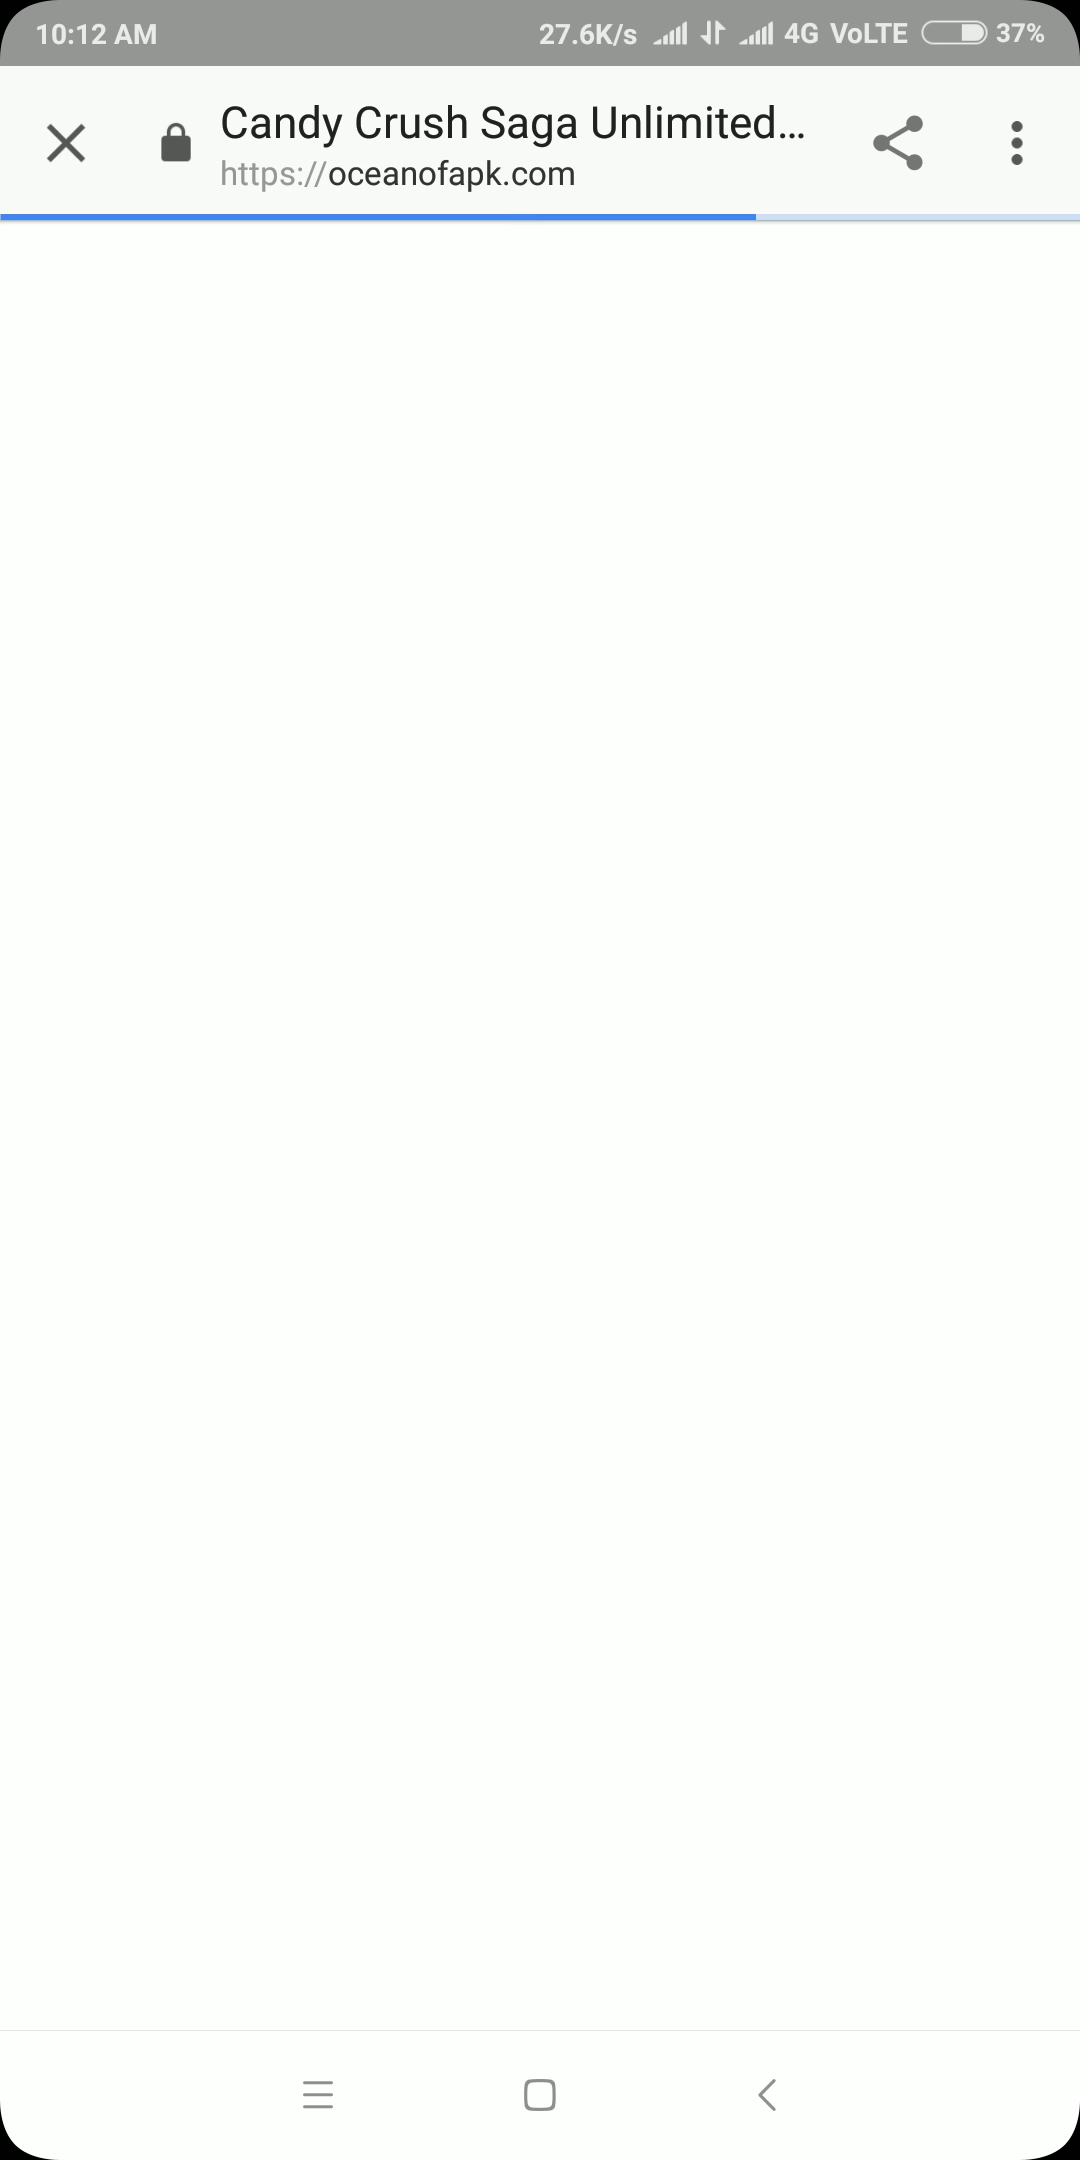 10:12 AM 27.6K/s 4G VoLTE 37%
Candy Crush Saga Unlimited...
https://oceanofapk.com